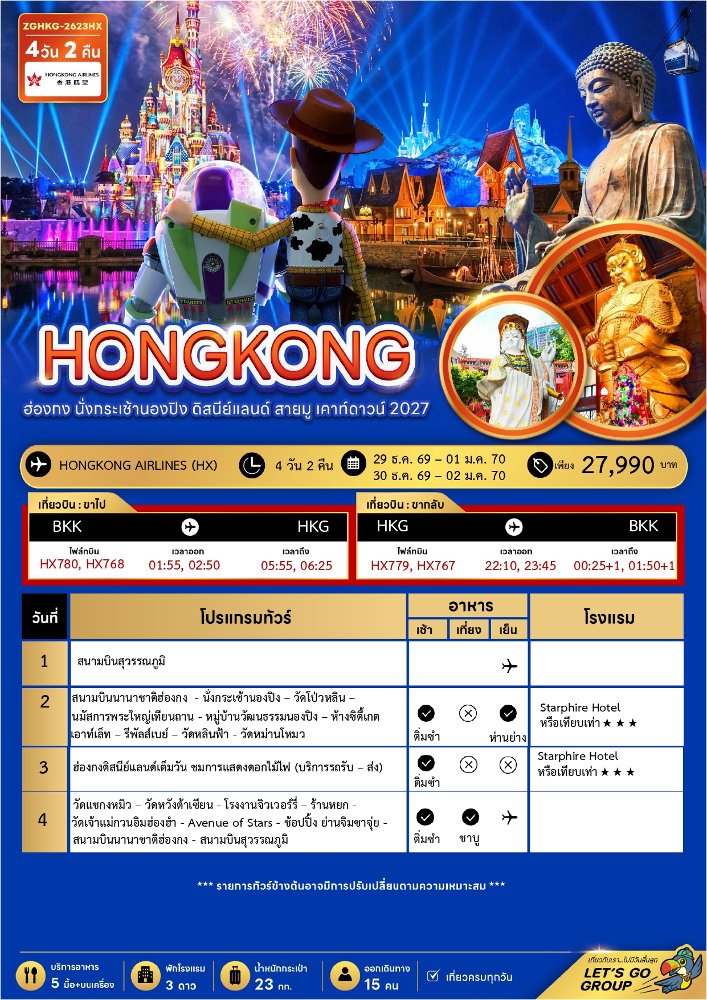 ZGHKG-2623HX
4วัน 2 คืน
HONGKONG AIRLINES
香港航空
DANGER!
JET EXHAUST
HONGKONG
ฮ่องกง นั่งกระเช้านองปิง ดิสนีย์แลนด์ สายมู เคาท์ดาวน์ 2027
HONGKONG AIRLINES (HX)
4 วัน 2 คืน
29 ธ.ค. 69 – 01 ม.ค. 70
30 ธ.ค. 69 – 02 ม.ค. 70
เพียง 27,990 บาท
เที่ยวบิน : ขาไป
BKK HKG
ไฟล์ทบิน เวลาออก เวลาถึง
HX780, HX768 01:55, 02:50 05:55, 06:25
เที่ยวบิน : ขากลับ
HKG BKK
ไฟล์ทบิน เวลาออก เวลาถึง
HX779, HX767 22:10, 23:45 00:25+1, 01:50+1
วันที่ โปรแกรมทัวร์ อาหาร โรงแรม
เช้า เที่ยง เย็น
1 สนามบินสุวรรณภูมิ
2
สนามบินนานาชาติฮ่องกง - นั่งกระเช้านองปิง – วัดโป่วหลิน –
นมัสการพระใหญ่เทียนถาน - หมู่บ้านวัฒนธรรมนองปิง – ห้างซิตี้เกต
เอาท์เล็ท – รีพัลส์เบย์ – วัดหลินฟ้า - วัดหม่านโหมว
ติ่มซำ ห่านย่าง
Starphire Hotel
หรือเทียบเท่า ★ ★ ★
3 ฮ่องกงดิสนีย์แลนด์เต็มวัน ชมการแสดงดอกไม้ไฟ (บริการรถรับ – ส่ง)
ติ่มซำ
Starphire Hotel
หรือเทียบเท่า ★ ★ ★
4
วัดแชกงหมิว – วัดหวังต้าเซียน - โรงงานจิวเวอร์รี่ – ร้านหยก -
วัดเจ้าแม่กวนอิมฮ่องฮำ - Avenue of Stars - ช้อปปิ้ง ย่านจิมซาจุ่ย -
สนามบินนานาชาติฮ่องกง - สนามบินสุวรรณภูมิ
ติ่มซำ ชาบู
*** รายการทัวร์ข้างต้นอาจมีการปรับเปลี่ยนตามความเหมาะสม ***
บริการอาหาร
5 มื้อ+บนเครื่อง
พักโรงแรม
3 ดาว
น้ำหนักกระเป๋า
23 กก.
ออกเดินทาง
15 คน
เที่ยวครบทุกวัน
เที่ยวกับเรา...ไม่มีวันสิ้นสุด
LET'S GO
GROUP